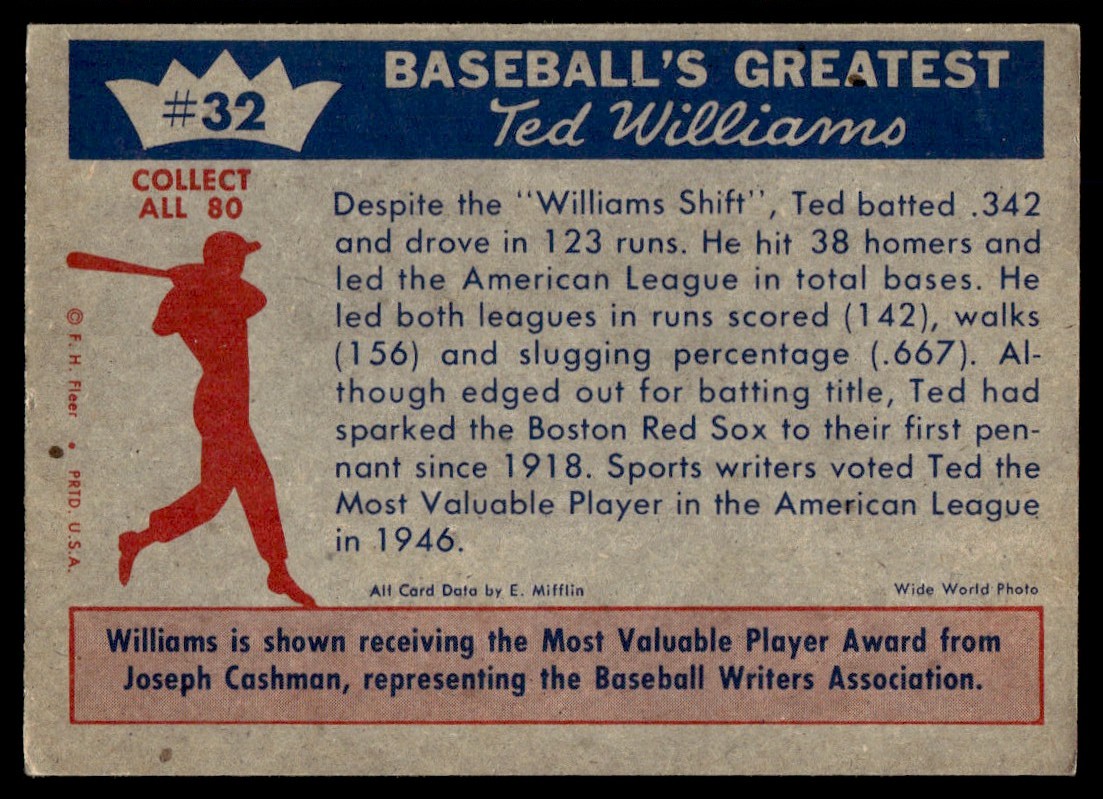 #32
BASEBALL'S GREATEST
Ted Williams
COLLECT
ALL 80
© F. H. Fleer • PRTD. U.S.A.
Despite the "Williams Shift", Ted batted .342
and drove in 123 runs. He hit 38 homers and
led the American League in total bases. He
led both leagues in runs scored (142), walks
(156) and slugging percentage (.667). Al-
though edged out for batting title, Ted had
sparked the Boston Red Sox to their first pen-
nant since 1918. Sports writers voted Ted the
Most Valuable Player in the American League
in 1946.
All Card Data by E. Mifflin
Wide World Photo
Williams is shown receiving the Most Valuable Player Award from
Joseph Cashman, representing the Baseball Writers Association.